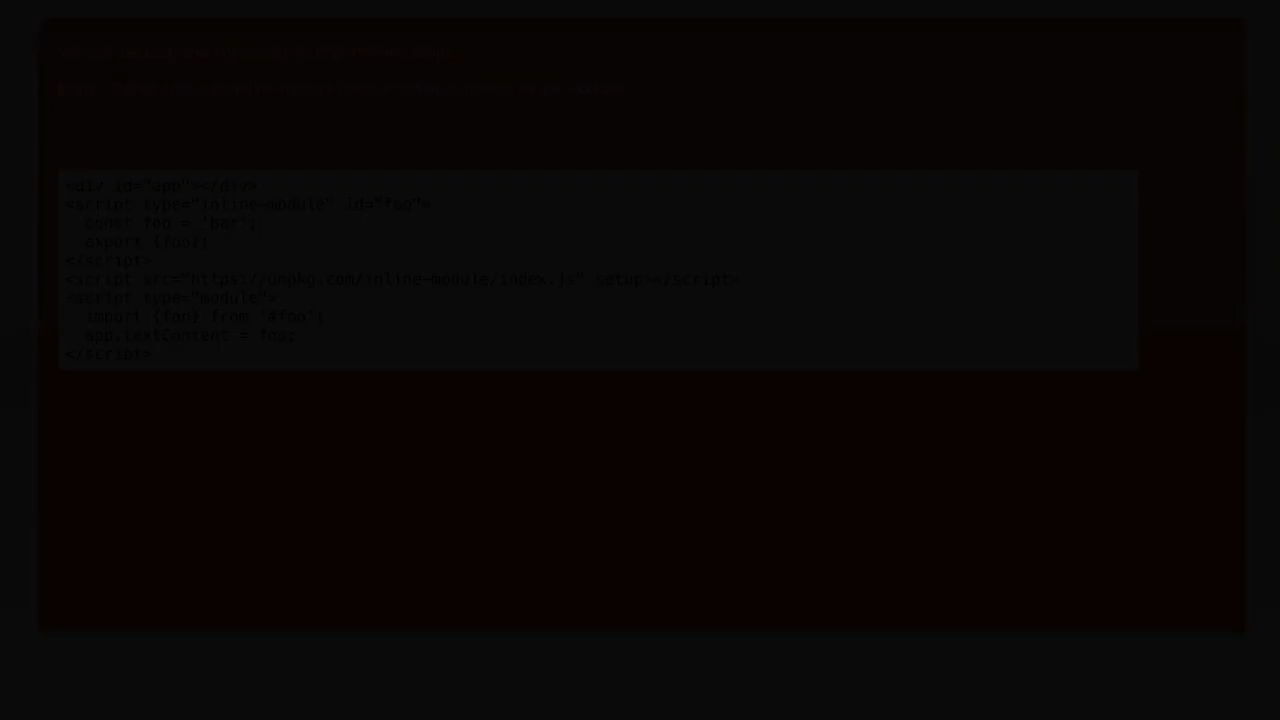 <div id="app"></div>
<script type="inline-module" id="foo">
  const foo = 'bar';
  export {foo};
</script>
<script src="https://unpkg.com/inline-module/index.js" setup></script>
<script type="module">
  import {foo} from '#foo';
  app.textContent = foo;
</script>